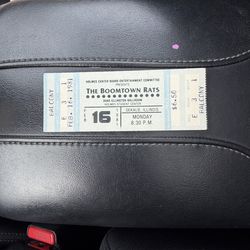 BALCONY
E 3 1
FEB. 16, 1981
HOLMES CENTER BOARD ENTERTAINMENT COMMITTEE
PRESENTS
THE BOOMTOWN RATS
DUKE ELLINGTON BALLROOM
HOLMES STUDENT CENTER
16
DEKALB, ILLINOIS
MONDAY
8:30 P.M.
$6.50
E 3 1
BALCONY